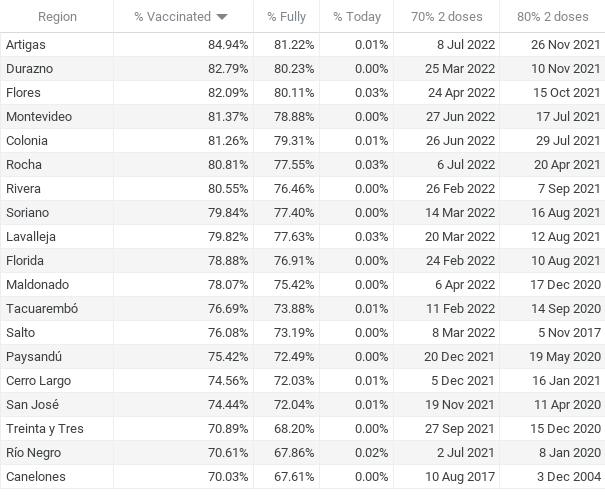 Region % Vaccinated % Fully % Today 70% 2 doses 80% 2 doses
Artigas 84.94% 81.22% 0.01% 8 Jul 2022 26 Nov 2021
Durazno 82.79% 80.23% 0.00% 25 Mar 2022 10 Nov 2021
Flores 82.09% 80.11% 0.03% 24 Apr 2022 15 Oct 2021
Montevideo 81.37% 78.88% 0.00% 27 Jun 2022 17 Jul 2021
Colonia 81.26% 79.31% 0.01% 26 Jun 2022 29 Jul 2021
Rocha 80.81% 77.55% 0.03% 6 Jul 2022 20 Apr 2021
Rivera 80.55% 76.46% 0.00% 26 Feb 2022 7 Sep 2021
Soriano 79.84% 77.40% 0.00% 14 Mar 2022 16 Aug 2021
Lavalleja 79.82% 77.63% 0.03% 20 Mar 2022 12 Aug 2021
Florida 78.88% 76.91% 0.00% 24 Feb 2022 10 Aug 2021
Maldonado 78.07% 75.42% 0.00% 6 Apr 2022 17 Dec 2020
Tacuarembó 76.69% 73.88% 0.01% 11 Feb 2022 14 Sep 2020
Salto 76.08% 73.19% 0.00% 8 Mar 2022 5 Nov 2017
Paysandú 75.42% 72.49% 0.00% 20 Dec 2021 19 May 2020
Cerro Largo 74.56% 72.03% 0.01% 5 Dec 2021 16 Jan 2021
San José 74.44% 72.04% 0.01% 19 Nov 2021 11 Apr 2020
Treinta y Tres 70.89% 68.20% 0.00% 27 Sep 2021 15 Dec 2020
Río Negro 70.61% 67.86% 0.02% 2 Jul 2021 8 Jan 2020
Canelones 70.03% 67.61% 0.00% 10 Aug 2017 3 Dec 2004